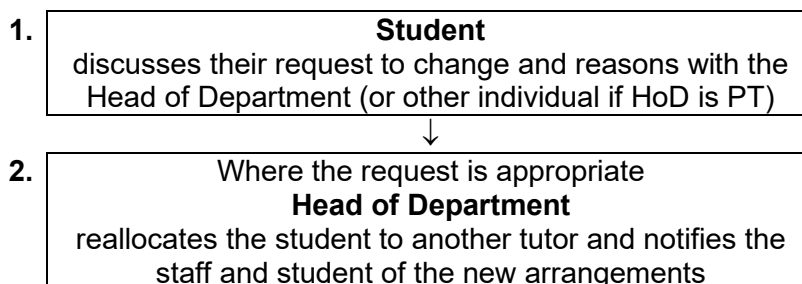 1. Student
discusses their request to change and reasons with the
Head of Department (or other individual if HoD is PT)
↓
2. Where the request is appropriate
Head of Department
reallocates the student to another tutor and notifies the
staff and student of the new arrangements